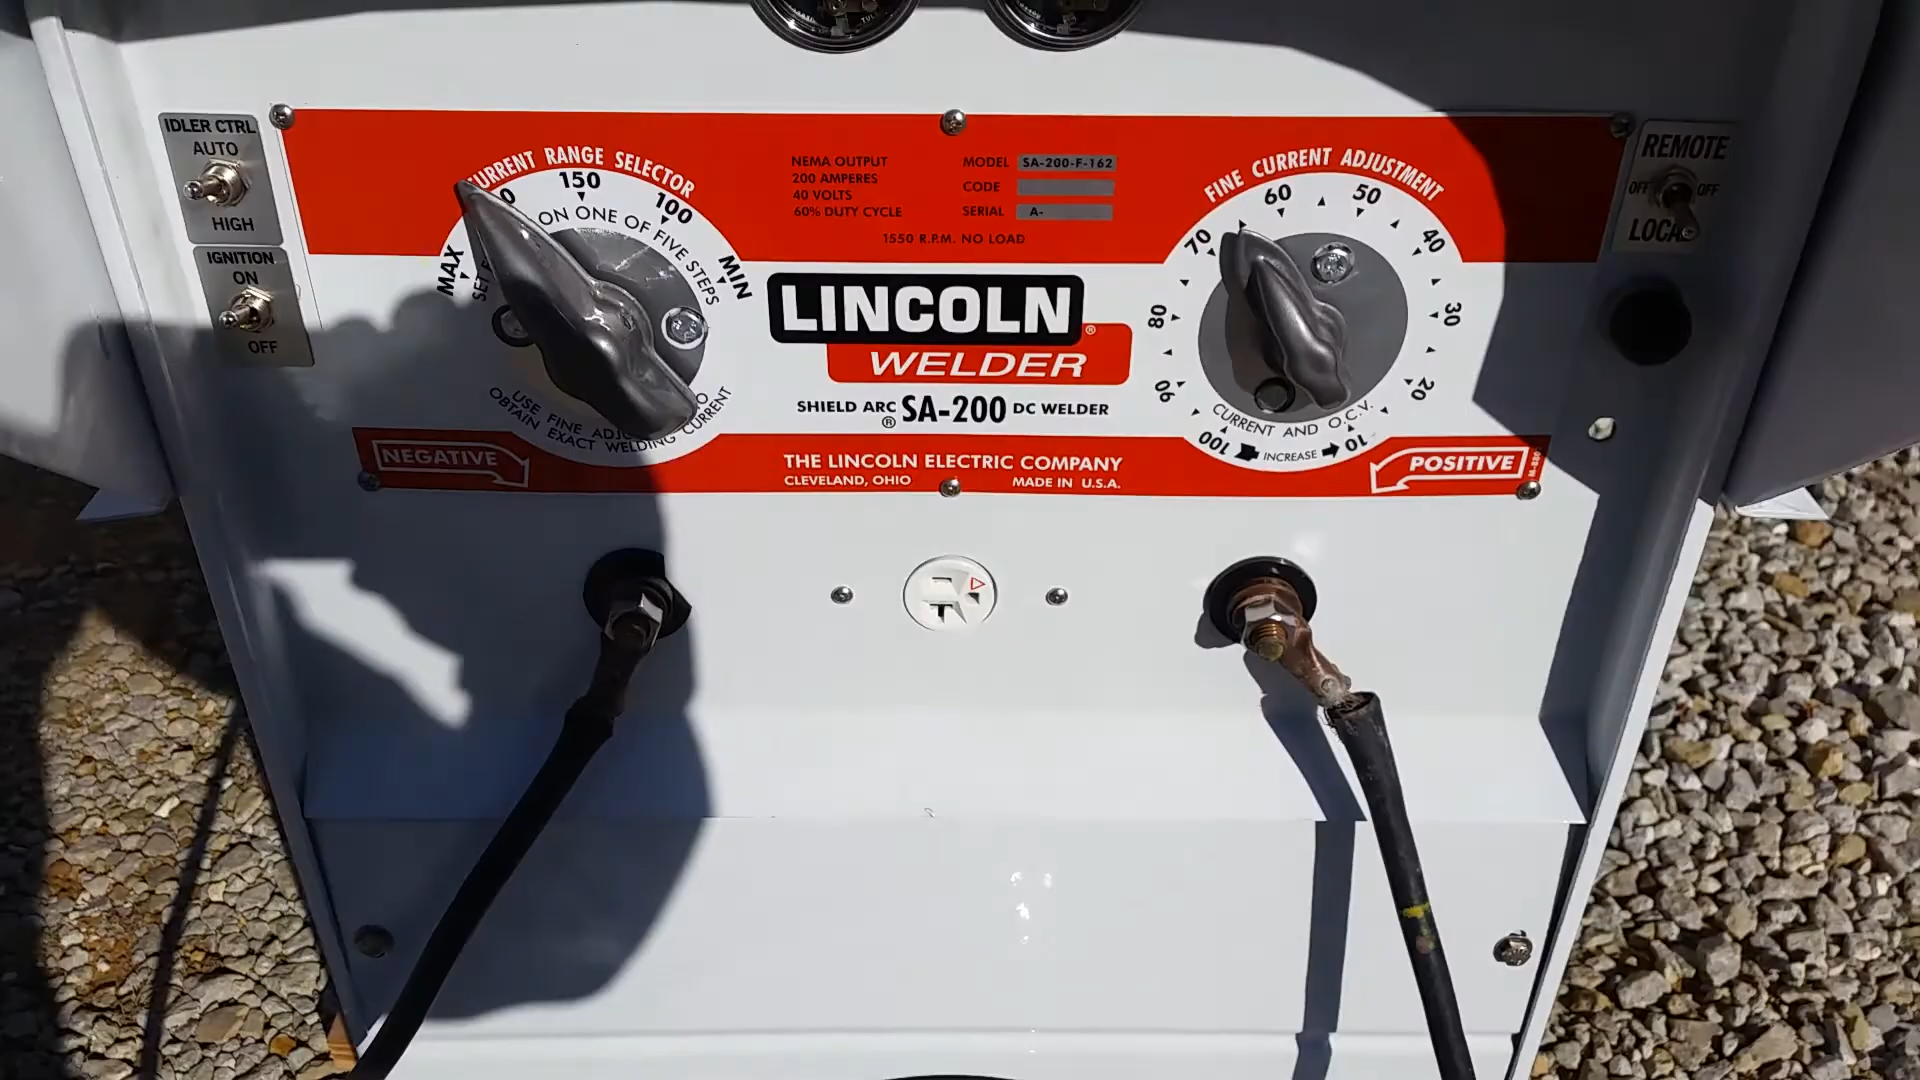 IDLER CTRL
AUTO
HIGH
IGNITION
ON
OFF
CURRENT RANGE SELECTOR
MAX
150
100
MIN
ON ONE OF FIVE STEPS
USE FINE
OBTAIN EXACT WELDING CURRENT
NEMA OUTPUT
200 AMPERES
40 VOLTS
60% DUTY CYCLE
MODEL SA-200-F-162
CODE
SERIAL A-
1550 R.P.M. NO LOAD
LINCOLN ®
WELDER
SHIELD ARC ® SA-200 DC WELDER
THE LINCOLN ELECTRIC COMPANY
CLEVELAND, OHIO MADE IN U.S.A.
NEGATIVE
FINE CURRENT ADJUSTMENT
100 90 80 70 60 50 40 30 20 10
CURRENT AND O.C.V.
INCREASE
POSITIVE
REMOTE
OFF OFF
LOCAL